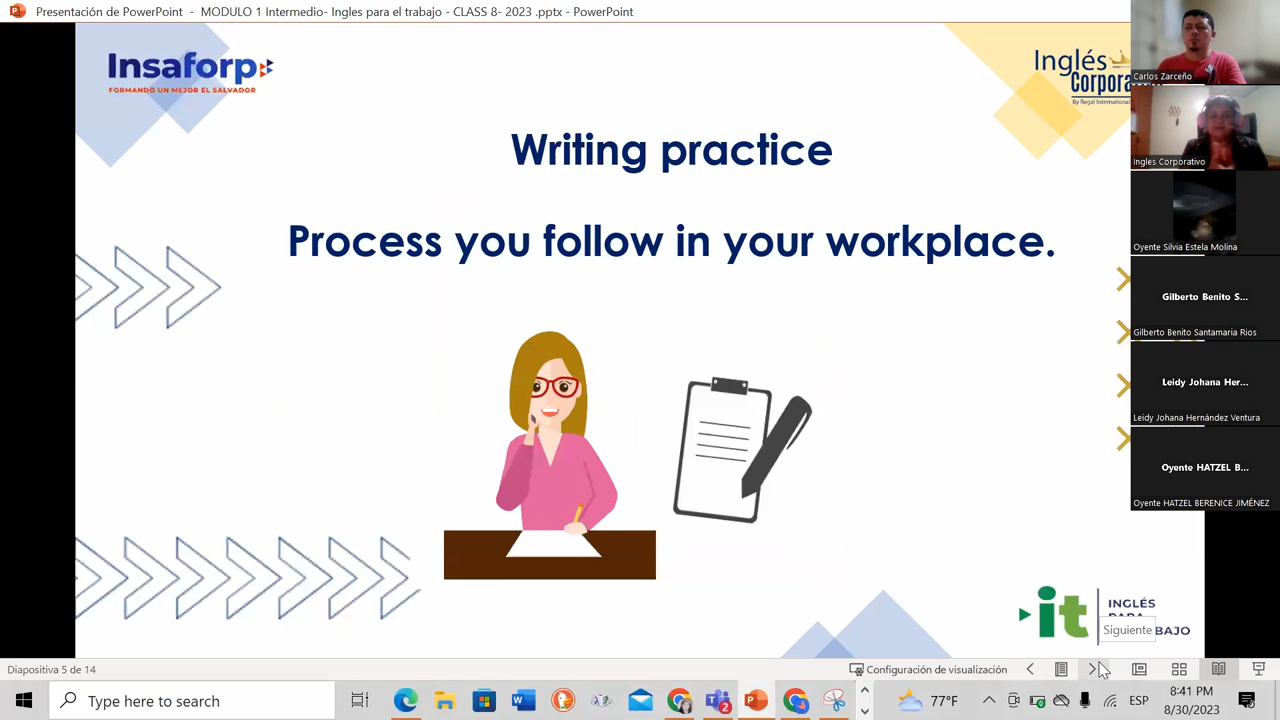 Presentación de PowerPoint - MODULO 1 Intermedio- Ingles para el trabajo - CLASS 8- 2023 .pptx - PowerPoint
Insaforp
FORMANDO UN MEJOR EL SALVADOR
Inglés
Corpora
By Regal International
Writing practice
Process you follow in your workplace.
Carlos Zarceño
Ingles Corporativo
Oyente Silvia Estela Molina
Gilberto Benito S...
Gilberto Benito Santamaria Rios
Leidy Johana Her...
Leidy Johana Hernández Ventura
Oyente HATZEL B...
Oyente HATZEL BERENICE JIMÉNEZ
it
INGLÉS
PARA
BAJO
Siguiente
Diapositiva 5 de 14
Configuración de visualización
Type here to search
77°F
ESP
8:41 PM
8/30/2023